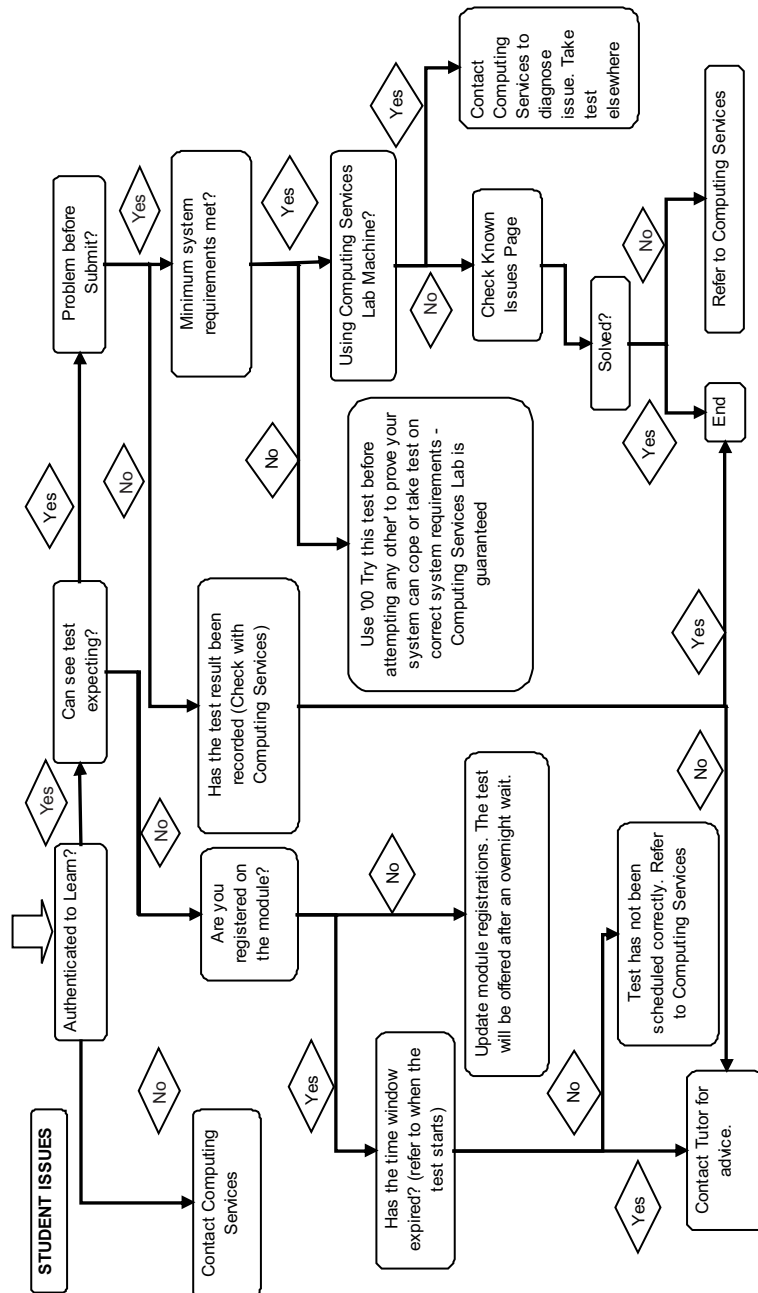 STUDENT ISSUES
Authenticated to Learn?
No
Contact Computing
Services
Yes
Can see test
expecting?
Yes
Problem before
Submit?
No
Are you
registered on
the module?
No
Has the test result been
recorded (Check with
Computing Services)
Yes
Minimum system
requirements met?
Yes
Has the time window
expired? (refer to when the
test starts)
No
Update module registrations. The test
will be offered after an overnight wait.
No
Use '00 Try this test before
attempting any other' to prove your
system can cope or take test on
correct system requirements -
Computing Services Lab is
guaranteed
Yes
Using Computing Services
Lab Machine?
No
Check Known
Issues Page
Yes
Contact
Computing
Services to
diagnose
issue. Take
test
elsewhere
No
Test has not been
scheduled correctly. Refer
to Computing Services
Yes
Contact Tutor for
advice.
No
Yes
Solved?
Yes
End
No
Refer to Computing Services